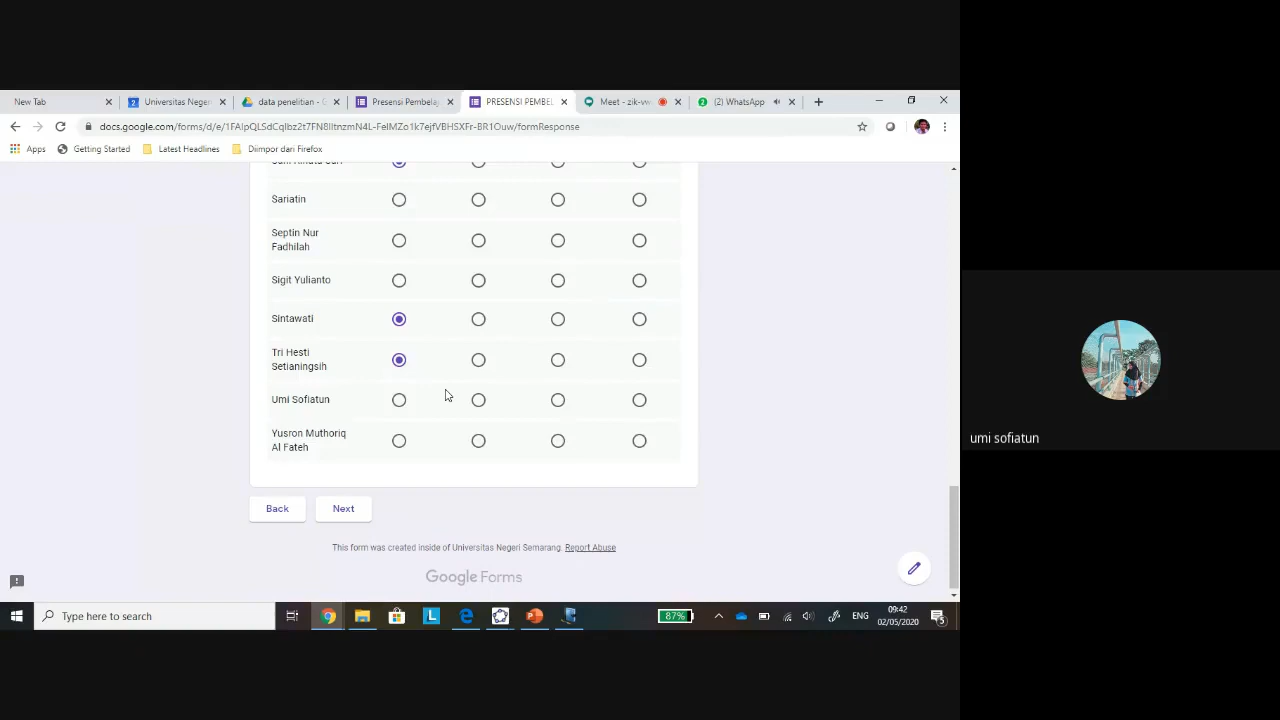 New Tab
Universitas Neger
data penelitian - G
Presensi Pembelaj
PRESENSI PEMBEL
Meet - zik-vw
(2) WhatsApp
docs.google.com/forms/d/e/
/formResponse
Apps
Getting Started
Latest Headlines
Diimpor dari Firefox
Sariatin
Septin Nur
Fadhilah
Sigit Yulianto
Sintawati
Tri Hesti
Setianingsih
Umi Sofiatun
Yusron Muthoriq
Al Fateh
Back
Next
This form was created inside of Universitas Negeri Semarang. Report Abuse
Google Forms
umi sofiatun
Type here to search
87%
ENG
09:42
02/05/2020
5